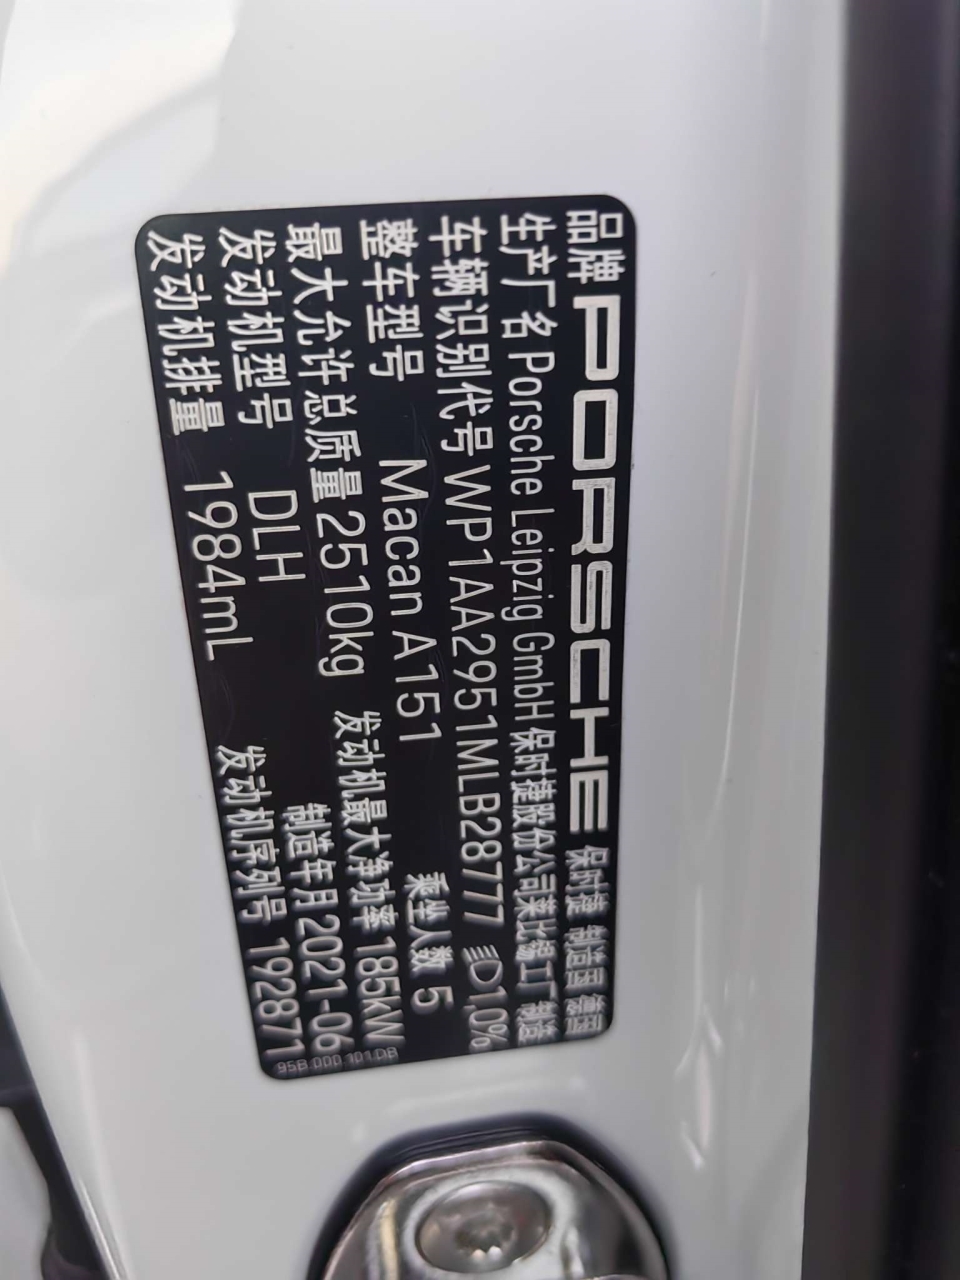 品牌 PORSCHE 保时捷 制造国 德国
生产厂名 Porsche Leipzig GmbH 保时捷股份公司莱比锡工厂 制造
车辆识别代号 WP1AA2951MLB28777 1,0%
整车型号 Macan A151 乘坐人数 5
最大允许总质量 2510kg 发动机最大净功率 185kW
发动机型号 DLH 制造年月 2021-06
发动机排量 1984mL 发动机序列号 192871
95B.000.101.DB